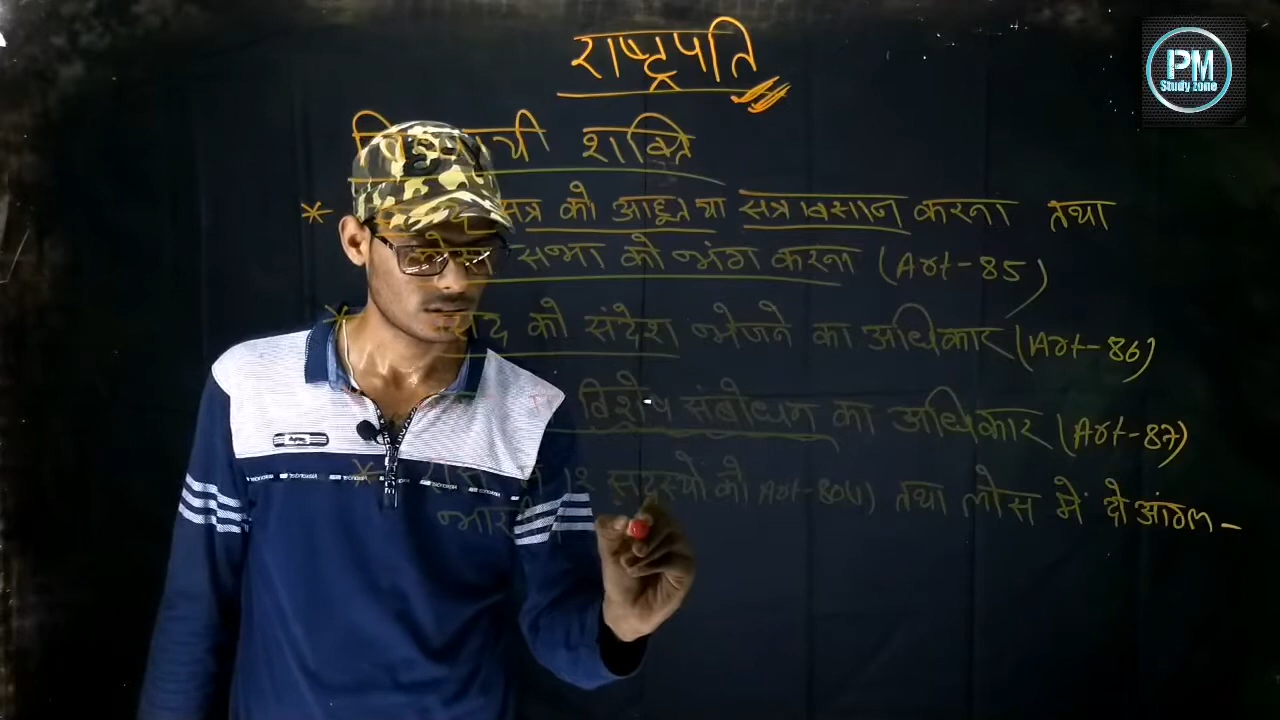 राष्ट्रपति
PM
Study zone
शक्ति
* सत्र को आहूत या सत्रावसान करना तथा
सभा को भंग करना (Art-85)
* को संदेश भेजने का अधिकार (Art-86)
विशेष संबोधन का अधिकार (Art-87)
* 12 सदस्यों को Art-80 तथा लोस में दो आंग्ल-